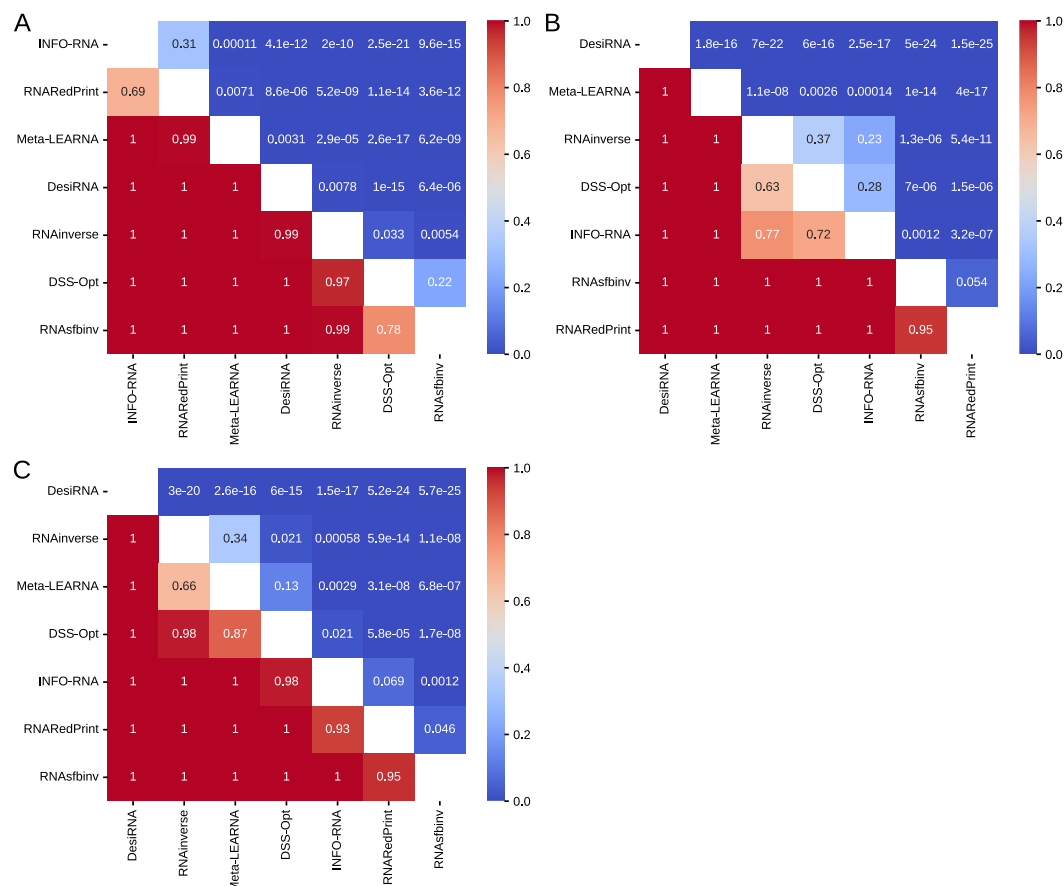 A
INFO-RNA 0.31 0.00011 4.1e-12 2e-10 2.5e-21 9.6e-15
RNARedPrint 0.69 0.0071 8.6e-06 5.2e-09 1.1e-14 3.6e-12
Meta-LEARNA 1 0.99 0.0031 2.9e-05 2.6e-17 6.2e-09
DesiRNA 1 1 1 0.0078 1e-15 6.4e-06
RNAinverse 1 1 1 0.99 0.033 0.0054
DSS-Opt 1 1 1 1 0.97 0.22
RNAsfbinv 1 1 1 1 0.99 0.78
INFO-RNA RNARedPrint Meta-LEARNA DesiRNA RNAinverse DSS-Opt RNAsfbinv
1.0
0.8
0.6
0.4
0.2
0.0
B
DesiRNA 1.8e-16 7e-22 6e-16 2.5e-17 5e-24 1.5e-25
Meta-LEARNA 1 1.1e-08 0.0026 0.00014 1e-14 4e-17
RNAinverse 1 1 0.37 0.23 1.3e-06 5.4e-11
DSS-Opt 1 1 0.63 0.28 7e-06 1.5e-06
INFO-RNA 1 1 0.77 0.72 0.0012 3.2e-07
RNAsfbinv 1 1 1 1 1 0.054
RNARedPrint 1 1 1 1 1 0.95
DesiRNA Meta-LEARNA RNAinverse DSS-Opt INFO-RNA RNAsfbinv RNARedPrint
1.0
0.8
0.6
0.4
0.2
0.0
C
DesiRNA 3e-20 2.6e-16 6e-15 1.5e-17 5.2e-24 5.7e-25
RNAinverse 1 0.34 0.021 0.00058 5.9e-14 1.1e-08
Meta-LEARNA 1 0.66 0.13 0.0029 3.1e-08 6.8e-07
DSS-Opt 1 0.98 0.87 0.021 5.8e-05 1.7e-08
INFO-RNA 1 1 1 0.98 0.069 0.0012
RNARedPrint 1 1 1 1 0.93 0.046
RNAsfbinv 1 1 1 1 1 0.95
DesiRNA RNAinverse Meta-LEARNA DSS-Opt INFO-RNA RNARedPrint RNAsfbinv
1.0
0.8
0.6
0.4
0.2
0.0